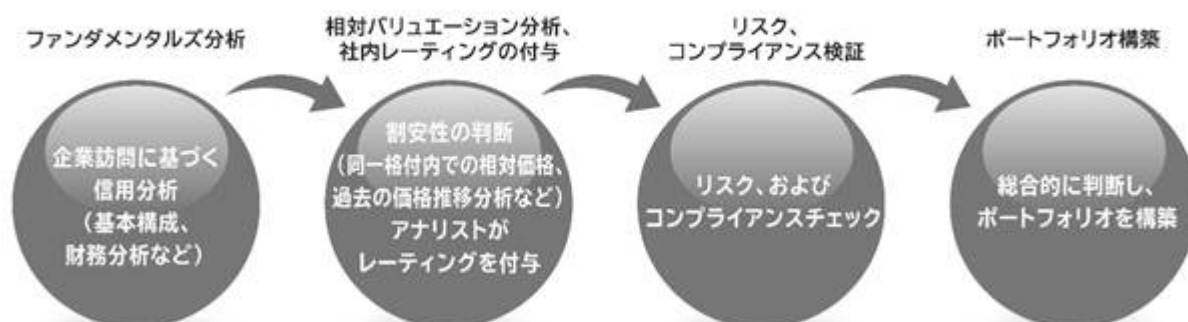 ファンダメンタルズ分析
相対バリュエーション分析、
社内レーティングの付与
リスク、
コンプライアンス検証
ポートフォリオ構築
企業訪問に基づく
信用分析
（基本構成、
財務分析など）
割安性の判断
（同一格付内での相対価格、
過去の価格推移分析など）
アナリストが
レーティングを付与
リスク、および
コンプライアンスチェック
総合的に判断し、
ポートフォリオを構築